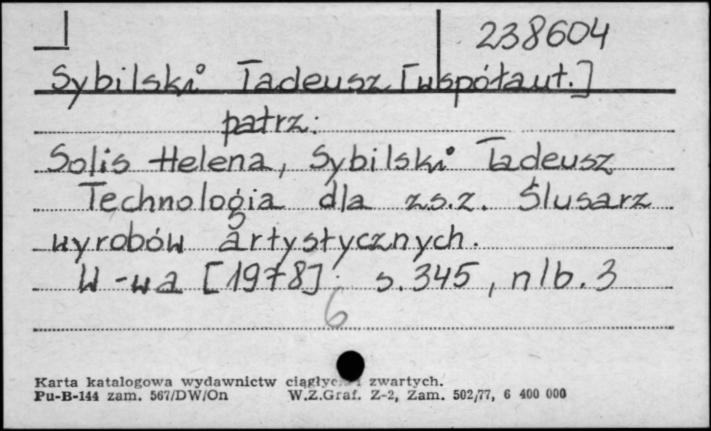 238604
Sybilski Tadeusz [współaut.]
patrz:
Solis Helena, Sybilski Tadeusz
Technologia dla z.s.z. Ślusarz
wyrobów artystycznych.
W-wa [1978] s. 345, nlb. 3
6
Karta katalogowa wydawnictw ciągłych i zwartych.
Pu-B-144 zam. 567/DW/On W.Z.Graf. Z-2, Zam. 502/77, 6 400 000